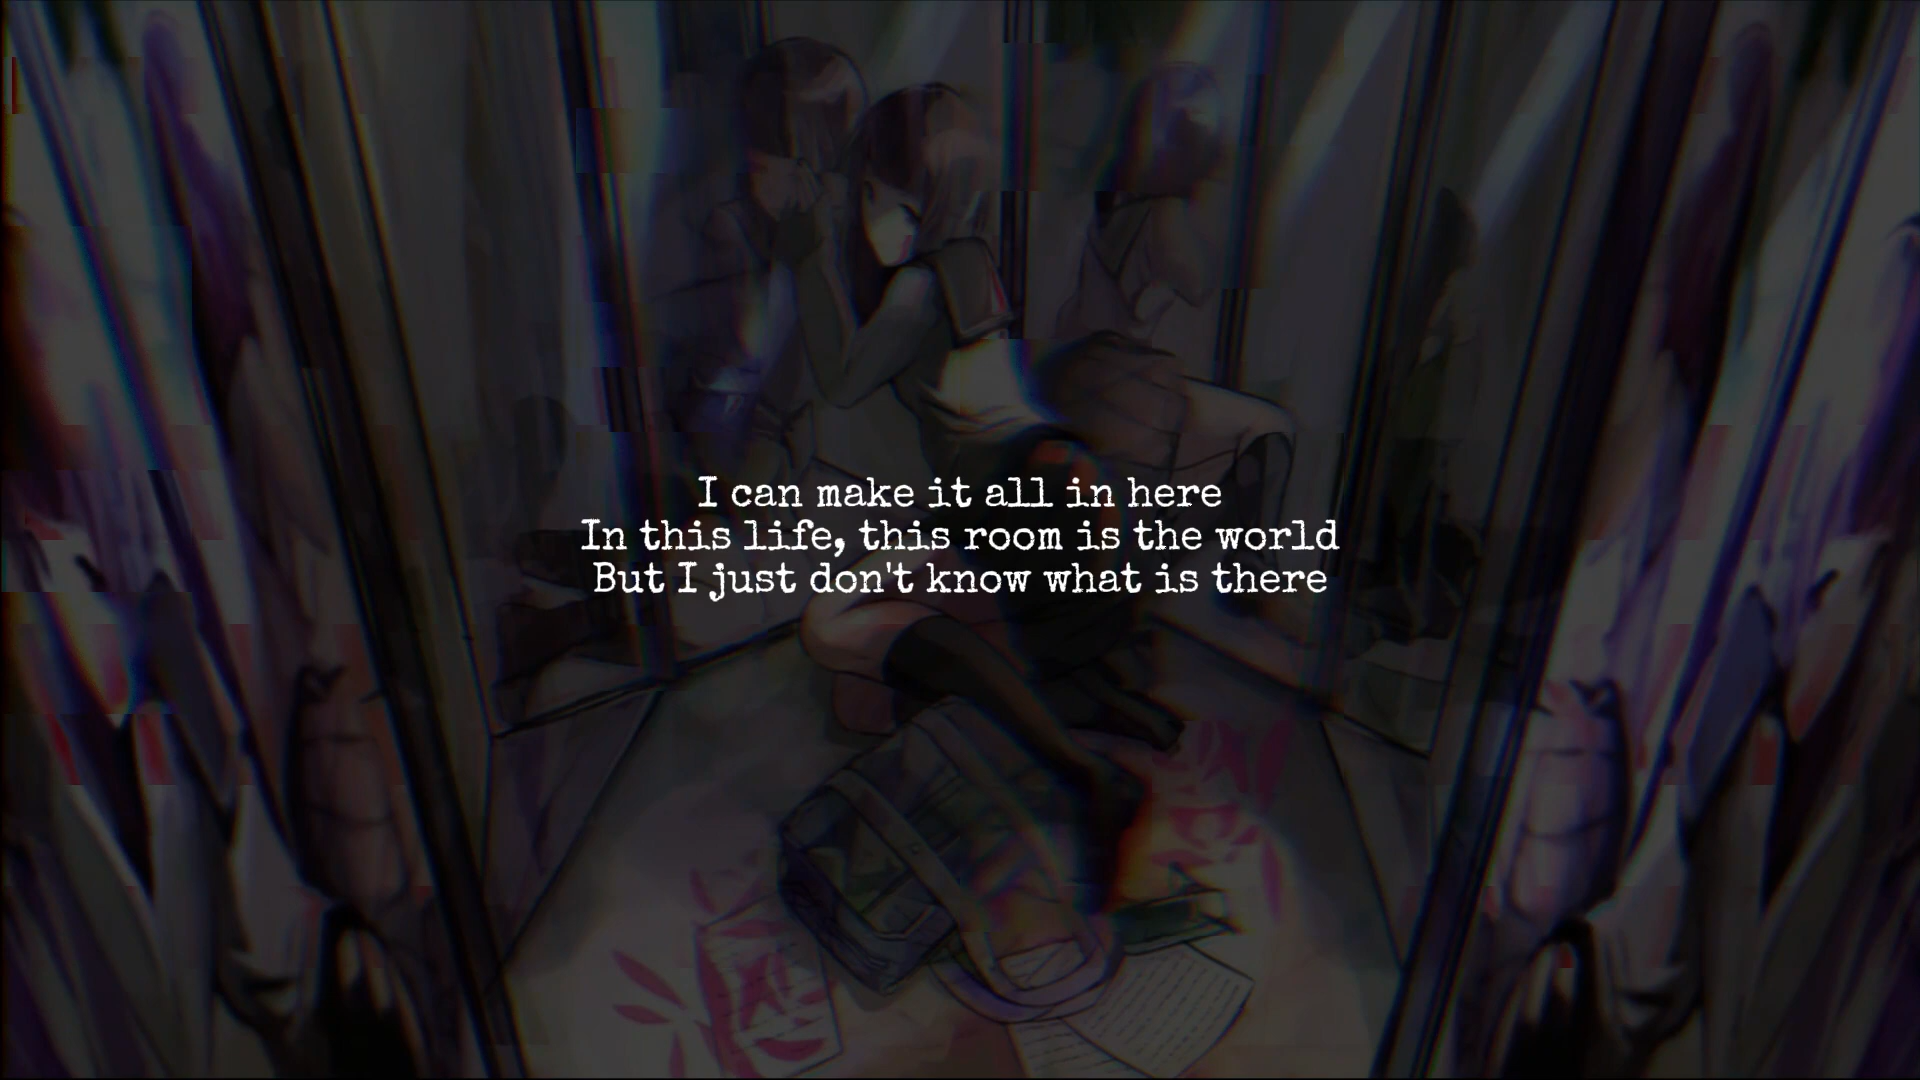 I can make it all in here
In this life, this room is the world
But I just don't know what is there